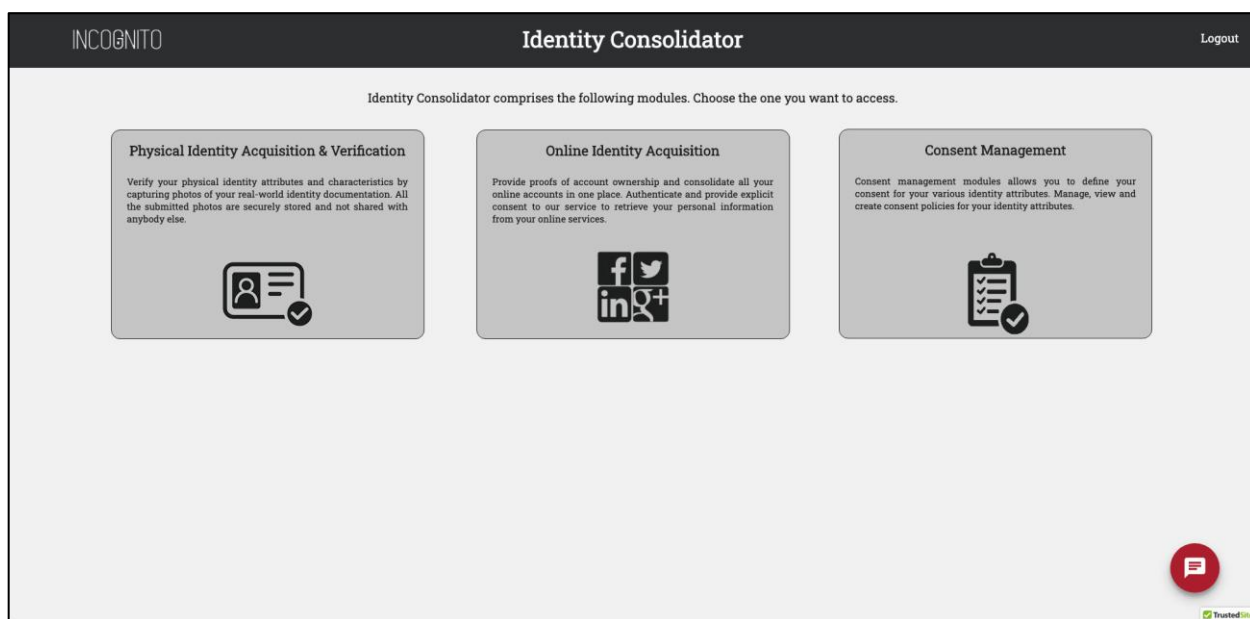 INCOGNITO
Identity Consolidator
Logout
Identity Consolidator comprises the following modules. Choose the one you want to access.
Physical Identity Acquisition & Verification
Verify your physical identity attributes and characteristics by
capturing photos of your real-world identity documentation. All
the submitted photos are securely stored and not shared with
anybody else.
Online Identity Acquisition
Provide proofs of account ownership and consolidate all your
online accounts in one place. Authenticate and provide explicit
consent to our service to retrieve your personal information
from your online services.
f
in g+
Consent Management
Consent management modules allows you to define your
consent for your various identity attributes. Manage, view and
create consent policies for your identity attributes.
TrustedSite